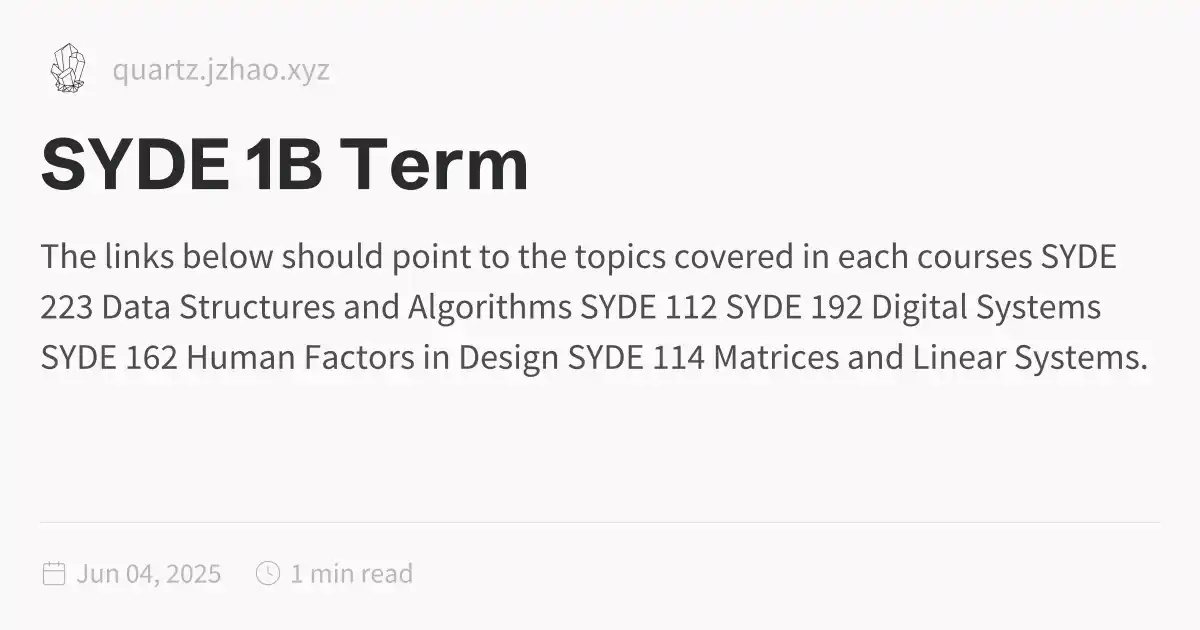 quartz.jzhao.xyz
SYDE 1B Term
The links below should point to the topics covered in each courses SYDE
223 Data Structures and Algorithms SYDE 112 SYDE 192 Digital Systems
SYDE 162 Human Factors in Design SYDE 114 Matrices and Linear Systems.
Jun 04, 2025 1 min read